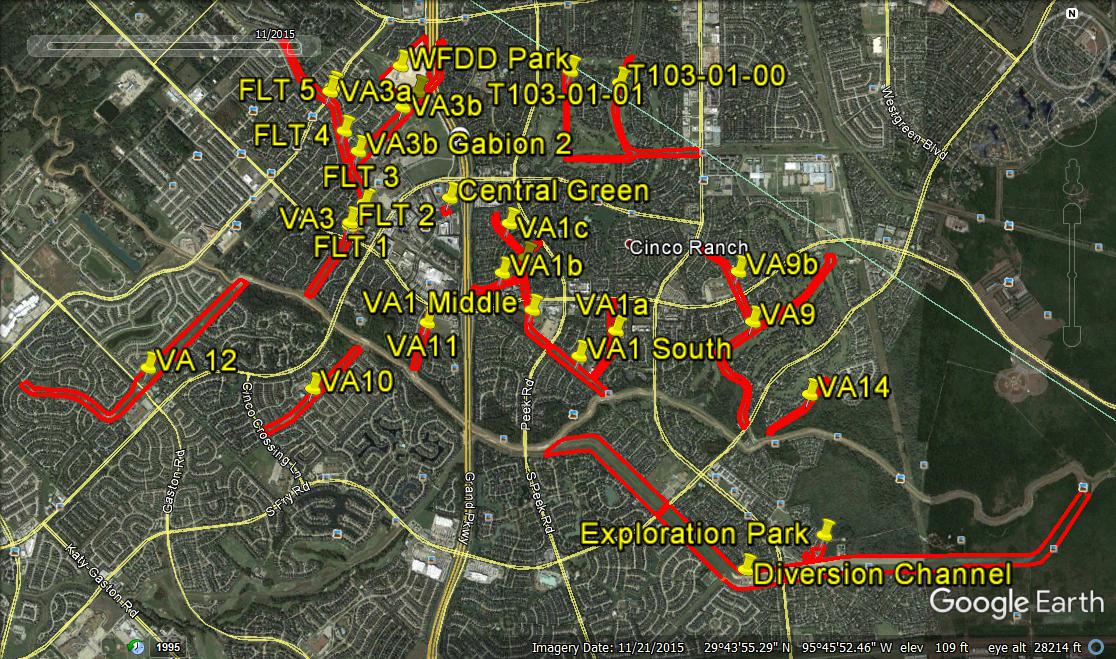 11/2015
N
WFDD Park
T103-01-00
FLT 5
VA3a
T103-01-01
VA3b
FLT 4
VA3b Gabion 2
Westgreen Blvd
FLT 3
Central Green
VA3
FLT 2
VA1c
FLT 1
Cinco Ranch
VA1b
VA9b
VA1 Middle
VA1a
VA9
VA11
VA1 South
VA 12
VA10
VA14
Peek Rd
Cinco Crossing Ln
Gaston Rd
S Fry Rd
Grand Pkwy
S Peek Rd
Exploration Park
Katy-Gaston Rd
Diversion Channel
Google Earth
1995
Imagery Date: 11/21/2015 29°43'55.29" N 95°45'52.46" W elev 109 ft eye alt 28214 ft